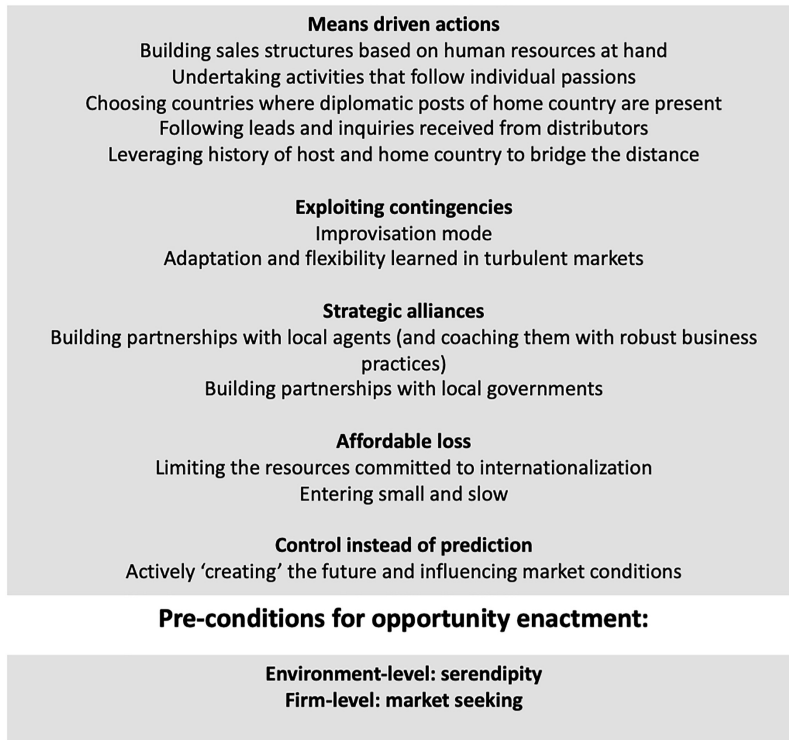 Means driven actions
Building sales structures based on human resources at hand
Undertaking activities that follow individual passions
Choosing countries where diplomatic posts of home country are present
Following leads and inquiries received from distributors
Leveraging history of host and home country to bridge the distance
Exploiting contingencies
Improvisation mode
Adaptation and flexibility learned in turbulent markets
Strategic alliances
Building partnerships with local agents (and coaching them with robust business
practices)
Building partnerships with local governments
Affordable loss
Limiting the resources committed to internationalization
Entering small and slow
Control instead of prediction
Actively ‘creating’ the future and influencing market conditions
Pre-conditions for opportunity enactment:
Environment-level: serendipity
Firm-level: market seeking